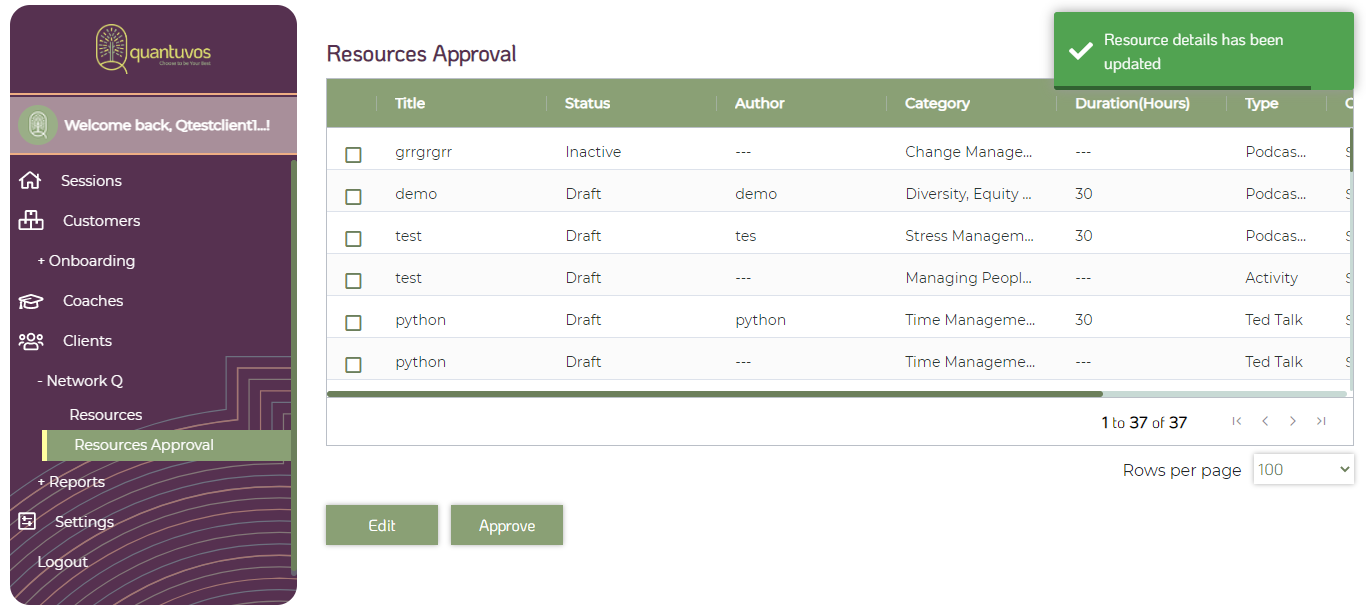 quantuvos
Choose to be Your Best
Welcome back, Qtestclient1...!
Sessions
Customers
+ Onboarding
Coaches
Clients
- Network Q
Resources
Resources Approval
+ Reports
Settings
Logout
Resources Approval
Resource details has been
updated
Title Status Author Category Duration(Hours) Type
grrgrgrr Inactive --- Change Manage... --- Podcas...
demo Draft demo Diversity, Equity ... 30 Podcas...
test Draft tes Stress Managem... 30 Podcas...
test Draft --- Managing Peopl... --- Activity
python Draft python Time Manageme... 30 Ted Talk
python Draft --- Time Manageme... --- Ted Talk
1 to 37 of 37
Rows per page 100
Edit Approve